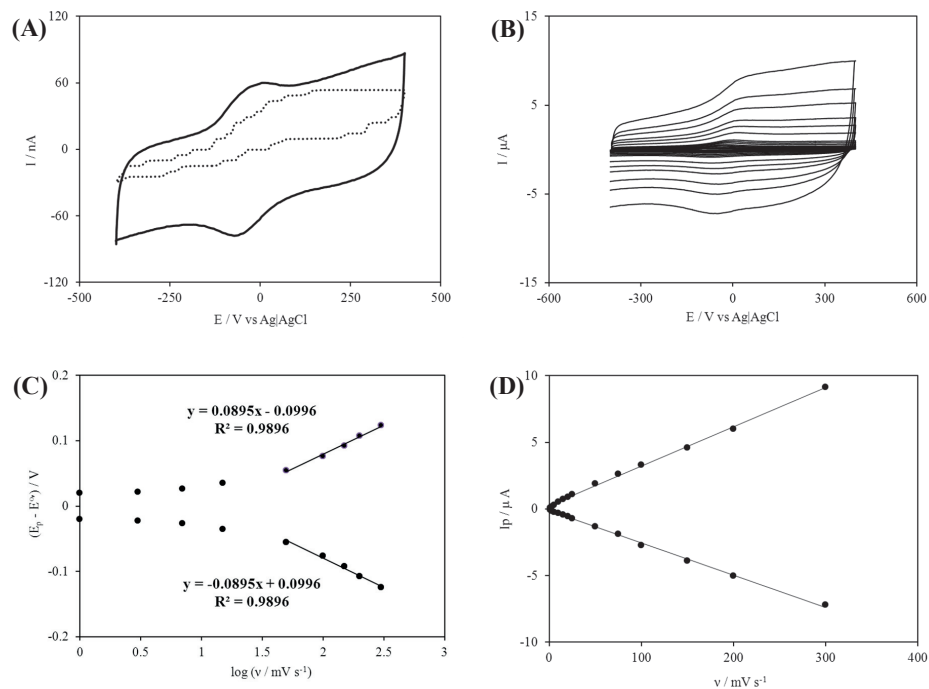 (A)
120
60
0
-60
-120
I / nA
-500
-250
0
250
500
E / V vs Ag|AgCl
(B)
15
5
-5
-15
I / µA
-600
-300
0
300
600
E / V vs Ag|AgCl
(C)
0.2
0.1
0
-0.1
-0.2
(Ep - E°') / V
y = 0.0895x - 0.0996
R² = 0.9896
y = -0.0895x + 0.0996
R² = 0.9896
0
0.5
1
1.5
2
2.5
3
log (ν / mV s⁻¹)
(D)
10
5
0
-5
-10
Ip / µ A
0
100
200
300
400
ν / mV s⁻¹